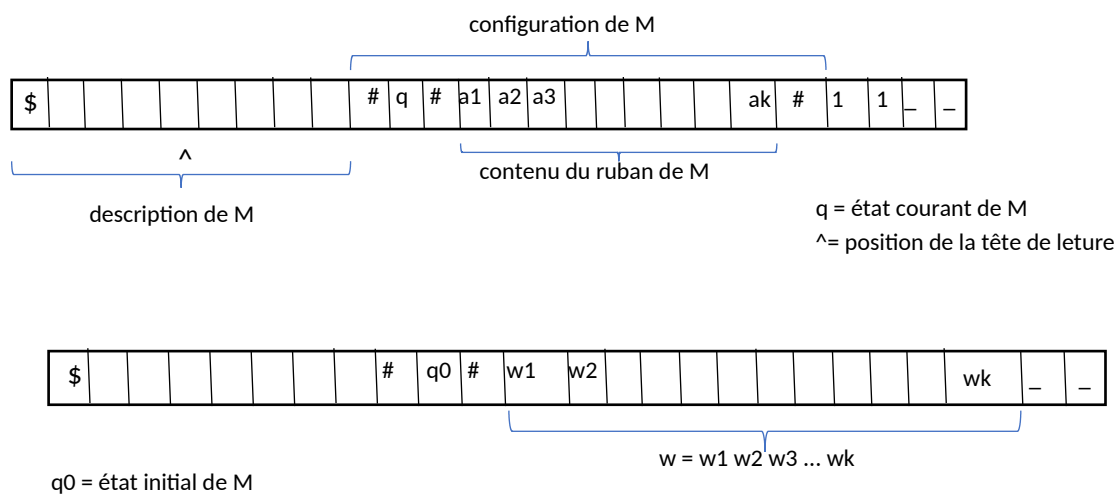 configuration de M
$ # q # a1 a2 a3 ak # 1 1 _ _
^
contenu du ruban de M
description de M
q = état courant de M
^= position de la tête de leture
$ # q0 # w1 w2 wk _ _
w = w1 w2 w3 ... wk
q0 = état initial de M